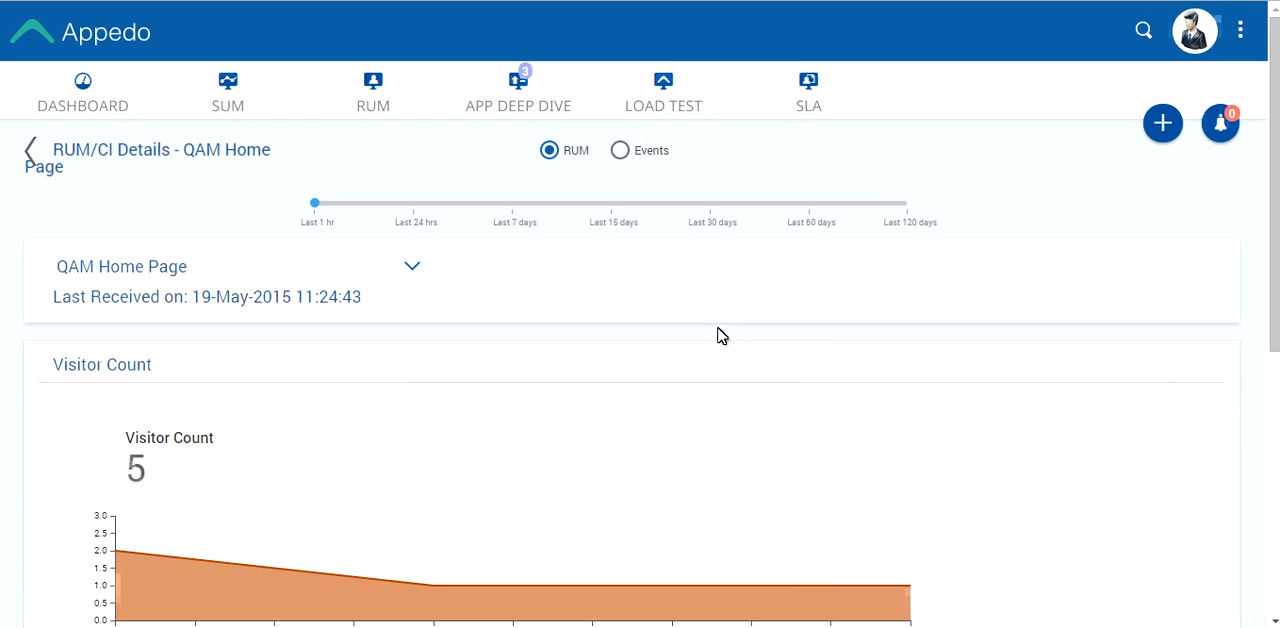 Appedo
3
DASHBOARD SUM RUM APP DEEP DIVE LOAD TEST SLA
0
RUM/CI Details - QAM Home
Page
RUM Events
Last 1 hr Last 24 hrs Last 7 days Last 15 days Last 30 days Last 60 days Last 120 days
QAM Home Page
Last Received on: 19-May-2015 11:24:43
Visitor Count
Visitor Count
5
3.0
2.5
2.0
1.5
1.0
0.5
0.0